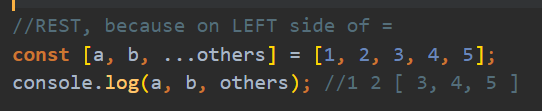 //REST, because on LEFT side of =
const [a, b, ...others] = [1, 2, 3, 4, 5];
console.log(a, b, others); //1 2 [ 3, 4, 5 ]